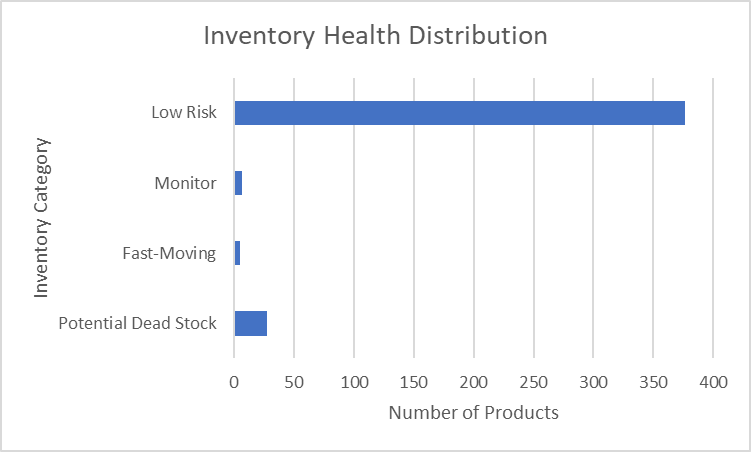 Inventory Health Distribution
Inventory Category
Low Risk
Monitor
Fast-Moving
Potential Dead Stock
0 50 100 150 200 250 300 350 400
Number of Products